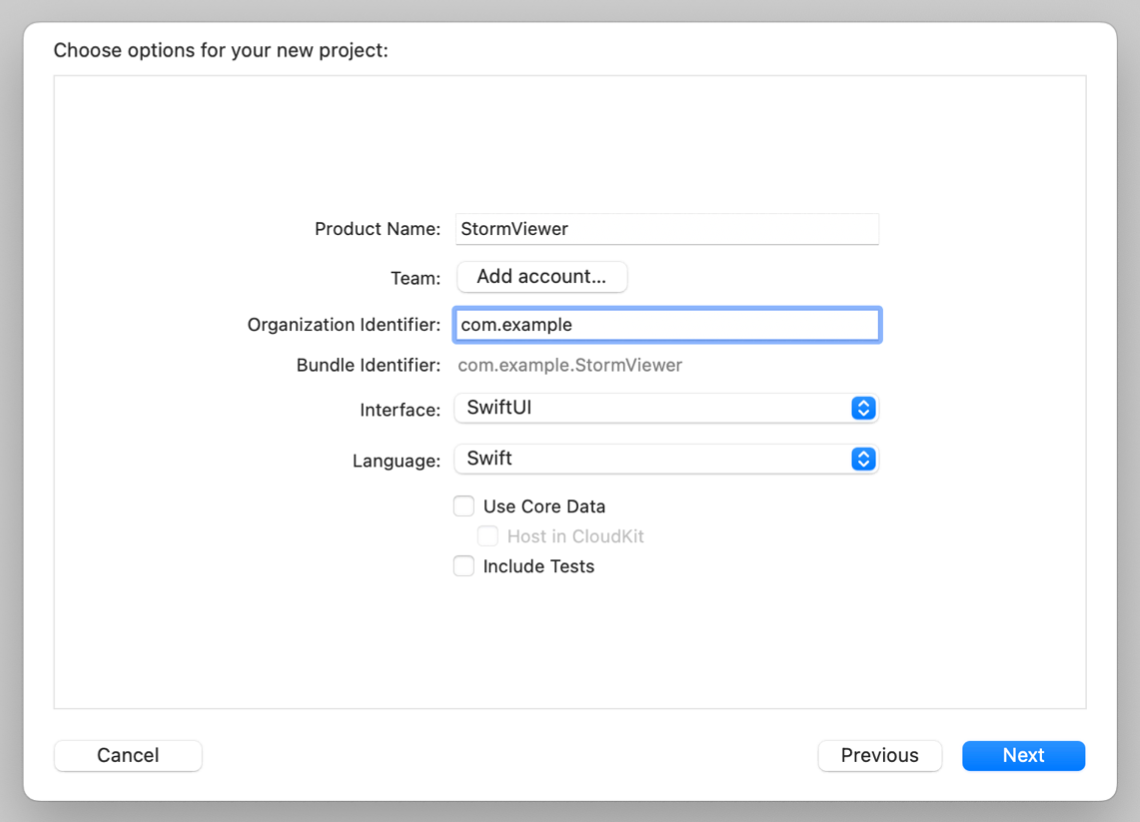 Choose options for your new project:
Product Name: StormViewer
Team: Add account...
Organization Identifier: com.example
Bundle Identifier: com.example.StormViewer
Interface: SwiftUI
Language: Swift
Use Core Data
Host in CloudKit
Include Tests
Cancel Previous Next